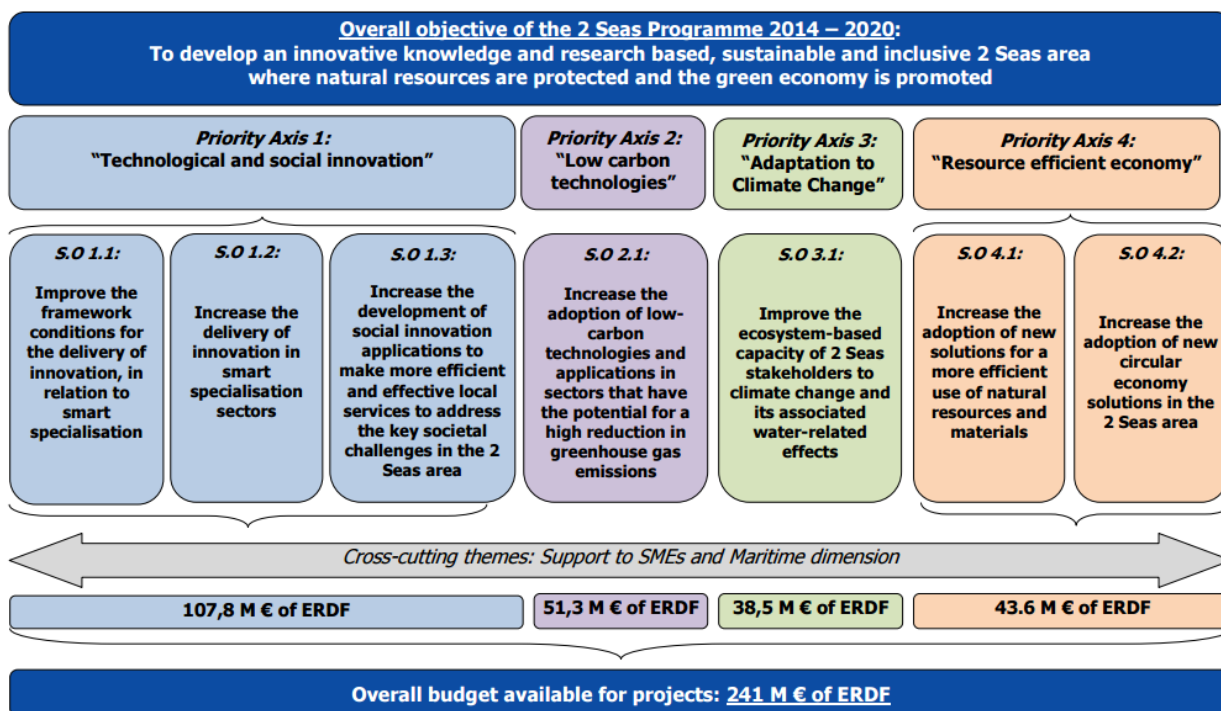 Overall objective of the 2 Seas Programme 2014 – 2020:
To develop an innovative knowledge and research based, sustainable and inclusive 2 Seas area
where natural resources are protected and the green economy is promoted
Priority Axis 1:
“Technological and social innovation”
Priority Axis 2:
“Low carbon
technologies”
Priority Axis 3:
“Adaptation to
Climate Change”
Priority Axis 4:
“Resource efficient economy”
S.O 1.1:
Improve the
framework
conditions for
the delivery of
innovation, in
relation to
smart
specialisation
S.O 1.2:
Increase the
delivery of
innovation in
smart
specialisation
sectors
S.O 1.3:
Increase the
development of
social innovation
applications to
make more efficient
and effective local
services to address
the key societal
challenges in the 2
Seas area
S.O 2.1:
Increase the
adoption of low-
carbon
technologies and
applications in
sectors that have
the potential for a
high reduction in
greenhouse gas
emissions
S.O 3.1:
Improve the
ecosystem-based
capacity of 2 Seas
stakeholders to
climate change and
its associated
water-related
effects
S.O 4.1:
Increase the
adoption of new
solutions for a
more efficient
use of natural
resources and
materials
S.O 4.2:
Increase the
adoption of new
circular
economy
solutions in the
2 Seas area
Cross-cutting themes: Support to SMEs and Maritime dimension
107,8 M € of ERDF
51,3 M € of ERDF
38,5 M € of ERDF
43.6 M € of ERDF
Overall budget available for projects: 241 M € of ERDF